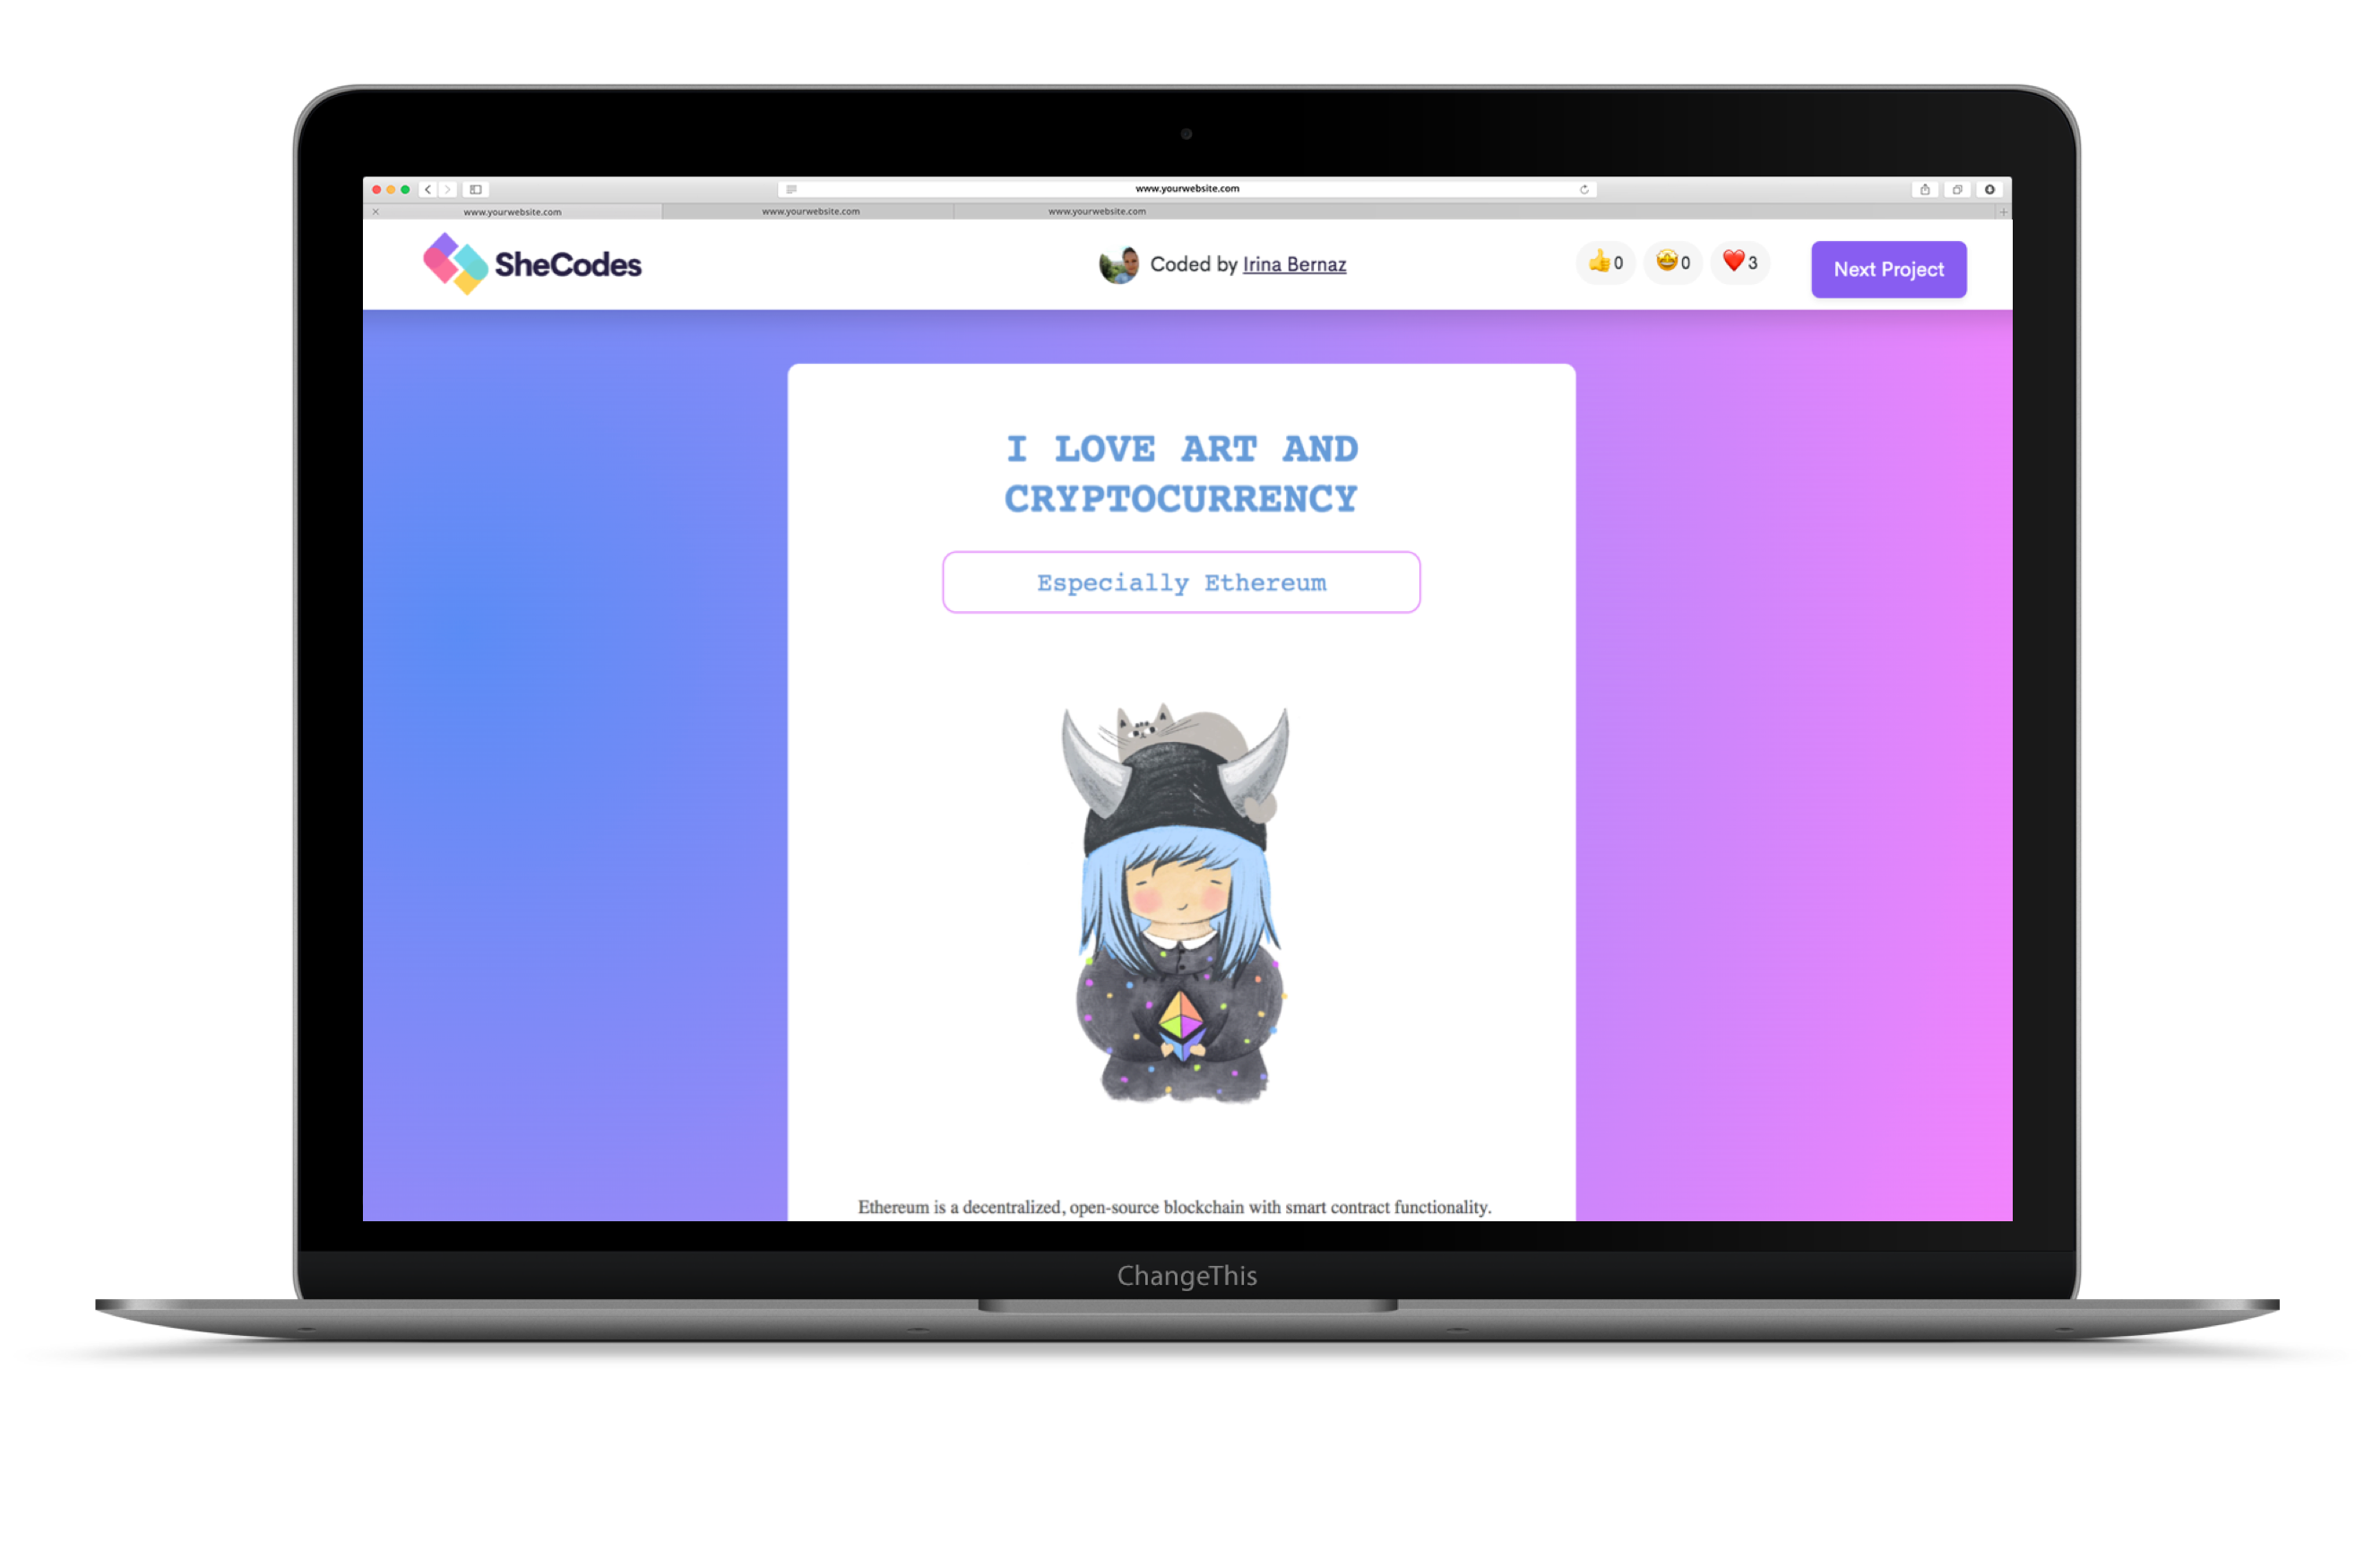 www.yourwebsite.com
www.yourwebsite.com
www.yourwebsite.com
www.yourwebsite.com
SheCodes
Coded by Irina Bernaz
0
0
3
Next Project
I LOVE ART AND
CRYPTOCURRENCY
Especially Ethereum
Ethereum is a decentralized, open-source blockchain with smart contract functionality.
ChangeThis